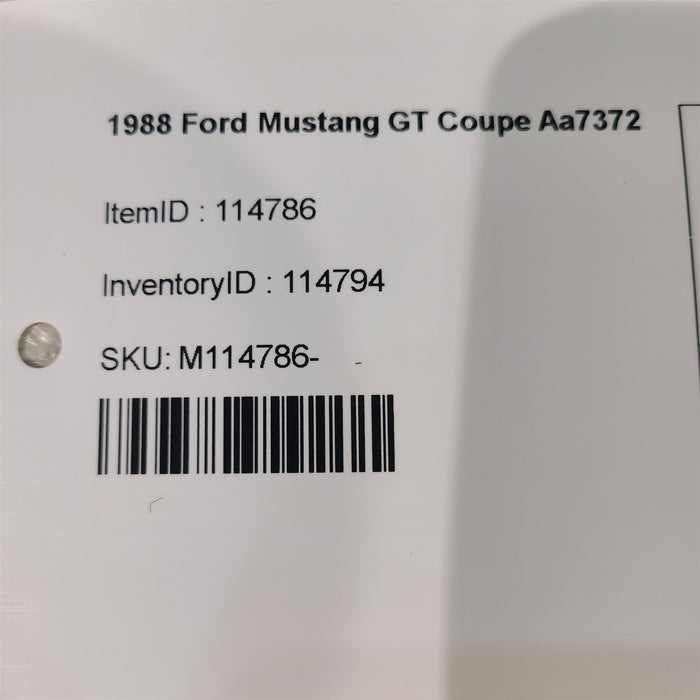 1988 Ford Mustang GT Coupe Aa7372
ItemID : 114786
InventoryID : 114794
SKU: M114786-